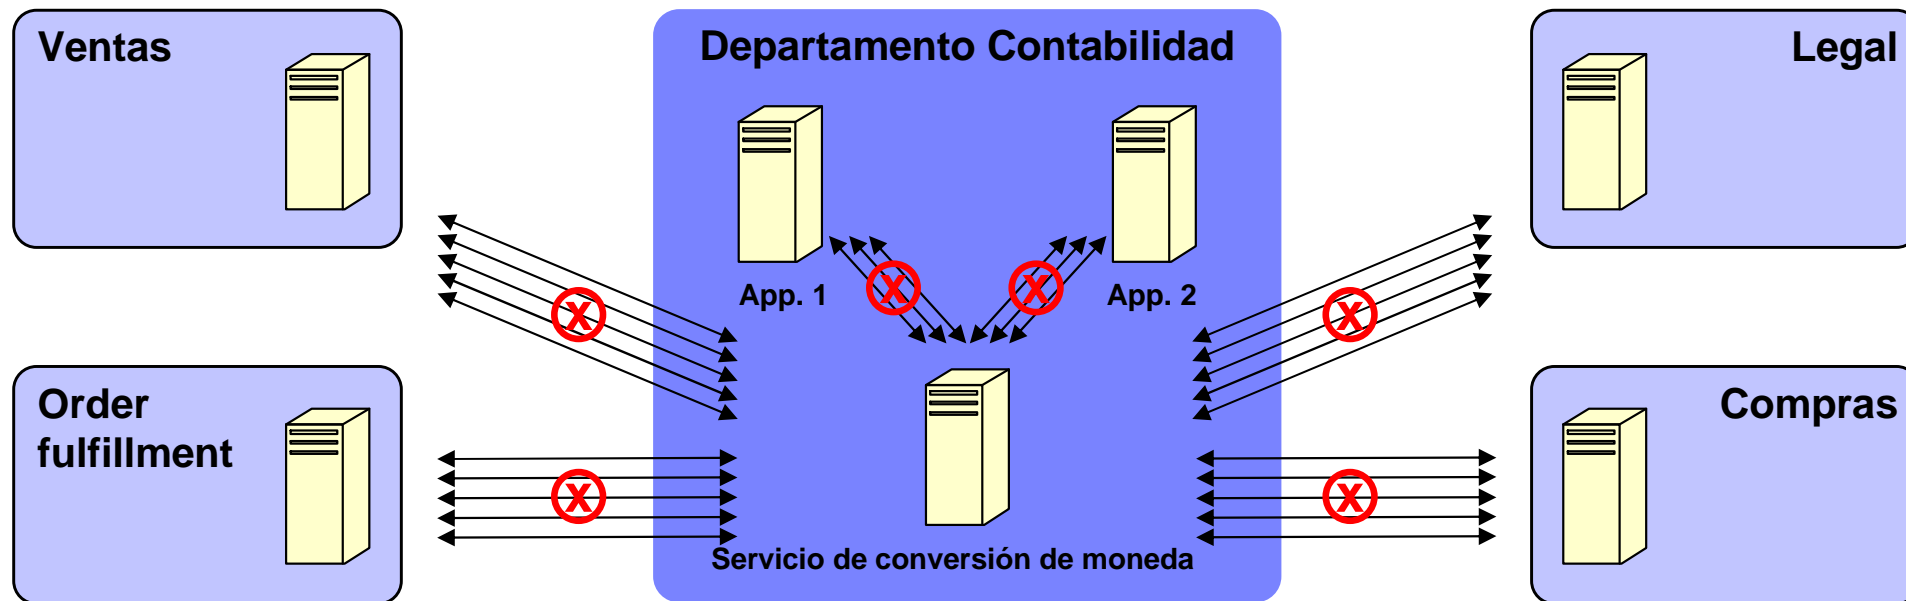 Ventas
Departamento Contabilidad
Legal
App. 1
App. 2
X
X
X
X
Order
fulfillment
Compras
X
X
Servicio de conversión de moneda